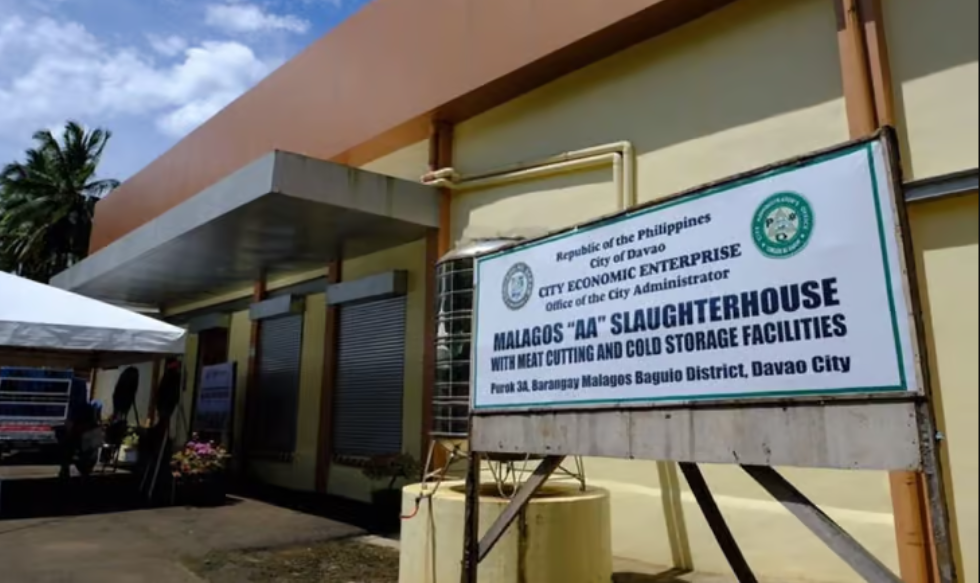 Republic of the Philippines
City of Davao
CITY ECONOMIC ENTERPRISE
Office of the City Administrator
MALAGOS "AA" SLAUGHTERHOUSE
WITH MEAT CUTTING AND COLD STORAGE FACILITIES
Purok 3A, Barangay Malagos Baguio District, Davao City